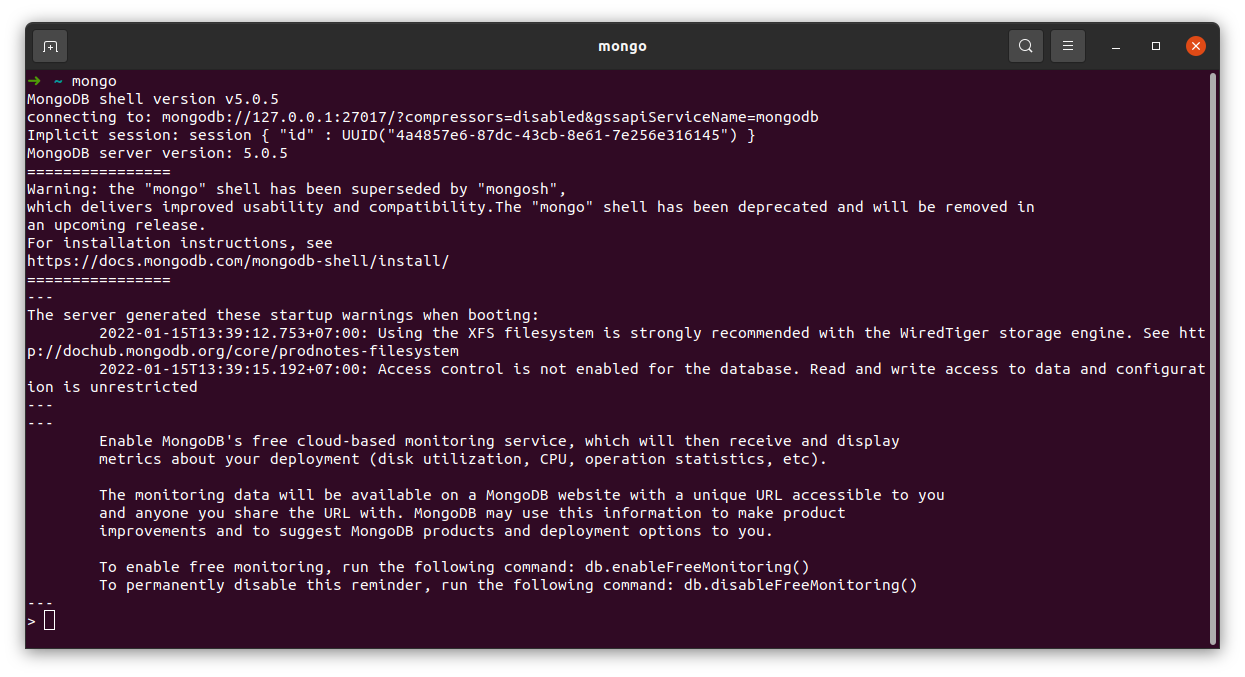 mongo
➜ ~ mongo
MongoDB shell version v5.0.5
connecting to: mongodb://127.0.0.1:27017/?compressors=disabled&gssapiServiceName=mongodb
Implicit session: session { "id" : UUID("4a4857e6-87dc-43cb-8e61-7e256e316145") }
MongoDB server version: 5.0.5
================
Warning: the "mongo" shell has been superseded by "mongosh",
which delivers improved usability and compatibility.The "mongo" shell has been deprecated and will be removed in
an upcoming release.
For installation instructions, see
https://docs.mongodb.com/mongodb-shell/install/
================
---
The server generated these startup warnings when booting:
        2022-01-15T13:39:12.753+07:00: Using the XFS filesystem is strongly recommended with the WiredTiger storage engine. See htt
p://dochub.mongodb.org/core/prodnotes-filesystem
        2022-01-15T13:39:15.192+07:00: Access control is not enabled for the database. Read and write access to data and configurat
ion is unrestricted
---
---
        Enable MongoDB's free cloud-based monitoring service, which will then receive and display
        metrics about your deployment (disk utilization, CPU, operation statistics, etc).

        The monitoring data will be available on a MongoDB website with a unique URL accessible to you
        and anyone you share the URL with. MongoDB may use this information to make product
        improvements and to suggest MongoDB products and deployment options to you.

        To enable free monitoring, run the following command: db.enableFreeMonitoring()
        To permanently disable this reminder, run the following command: db.disableFreeMonitoring()
---
>